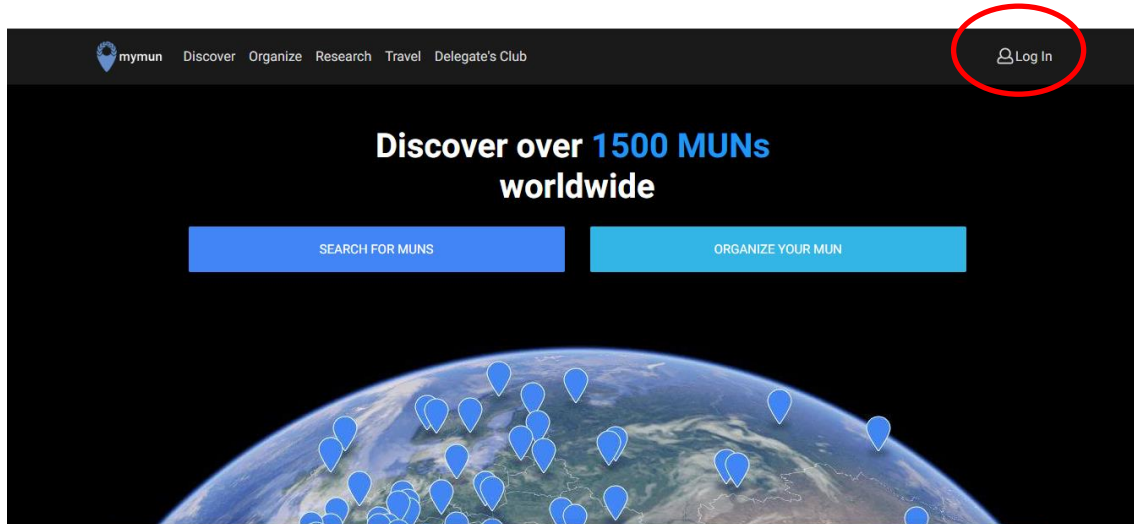 mymun Discover Organize Research Travel Delegate's Club Log In
Discover over 1500 MUNs
worldwide
SEARCH FOR MUNS ORGANIZE YOUR MUN